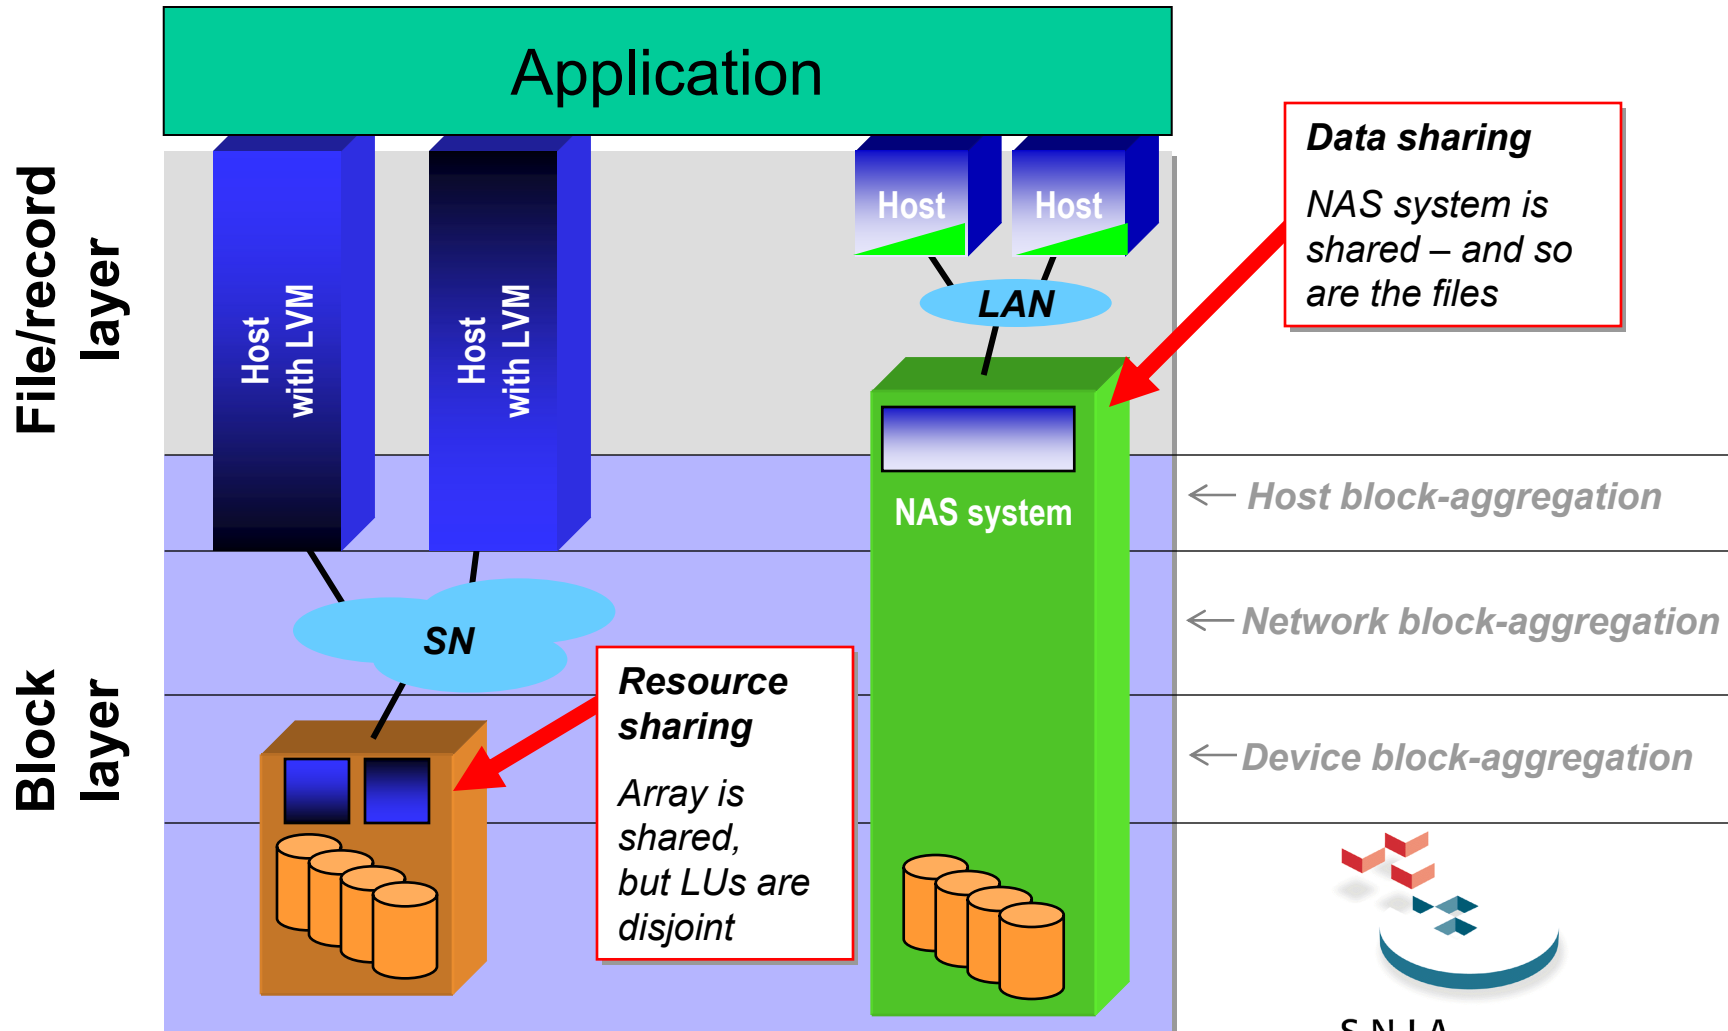 Application
File/record
layer
Block
layer
Host
with LVM
Host
with LVM
Host
Host
LAN
SN
NAS system
Data sharing
NAS system is
shared – and so
are the files
Resource
sharing
Array is
shared,
but LUs are
disjoint
Host block-aggregation
Network block-aggregation
Device block-aggregation
SNIA